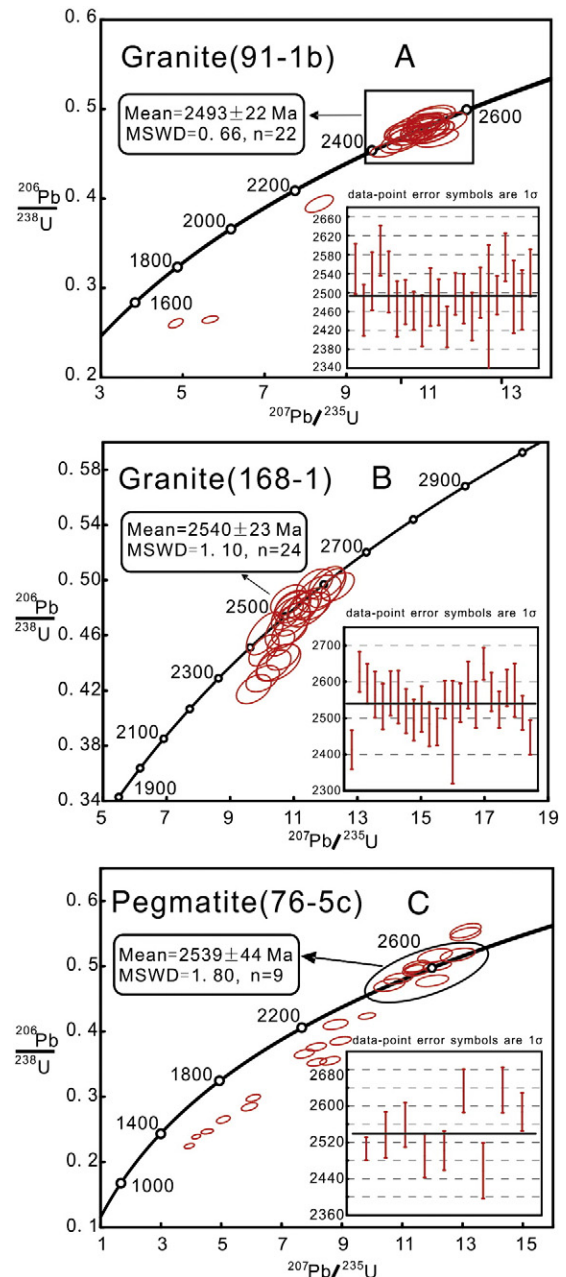 0. 6
Granite(91-1b) A
Mean=2493±22 Ma
MSWD=0. 66, n=22
2600
0. 5
2400
206Pb
238U
2200
0. 4
2000
data-point error symbols are 1σ
1800
2660
2620
2580
2540
2500
2460
2420
2380
2340
0. 3
1600
0. 2
3 5 7 9 11 13
207Pb/235U
0. 58
Granite(168-1) B
2900
0. 54
Mean=2540±23 Ma
MSWD=1. 10, n=24
2700
0. 50
206Pb
238U
2500
data-point error symbols are 1σ
0. 46
2700
2600
2500
2400
2300
2300
0. 42
2100
0. 38
1900
0. 34
5 7 9 11 13 15 17 19
207Pb/235U
0. 6
Pegmatite(76-5c) C
Mean=2539±44 Ma
MSWD=1. 80, n=9
2600
0. 5
206Pb
238U
2200
0. 4
data-point error symbols are 1σ
1800
2680
2600
2520
2440
2360
0. 3
1400
0. 2
1000
0. 1
1 3 5 7 9 11 13 15
207Pb/235U